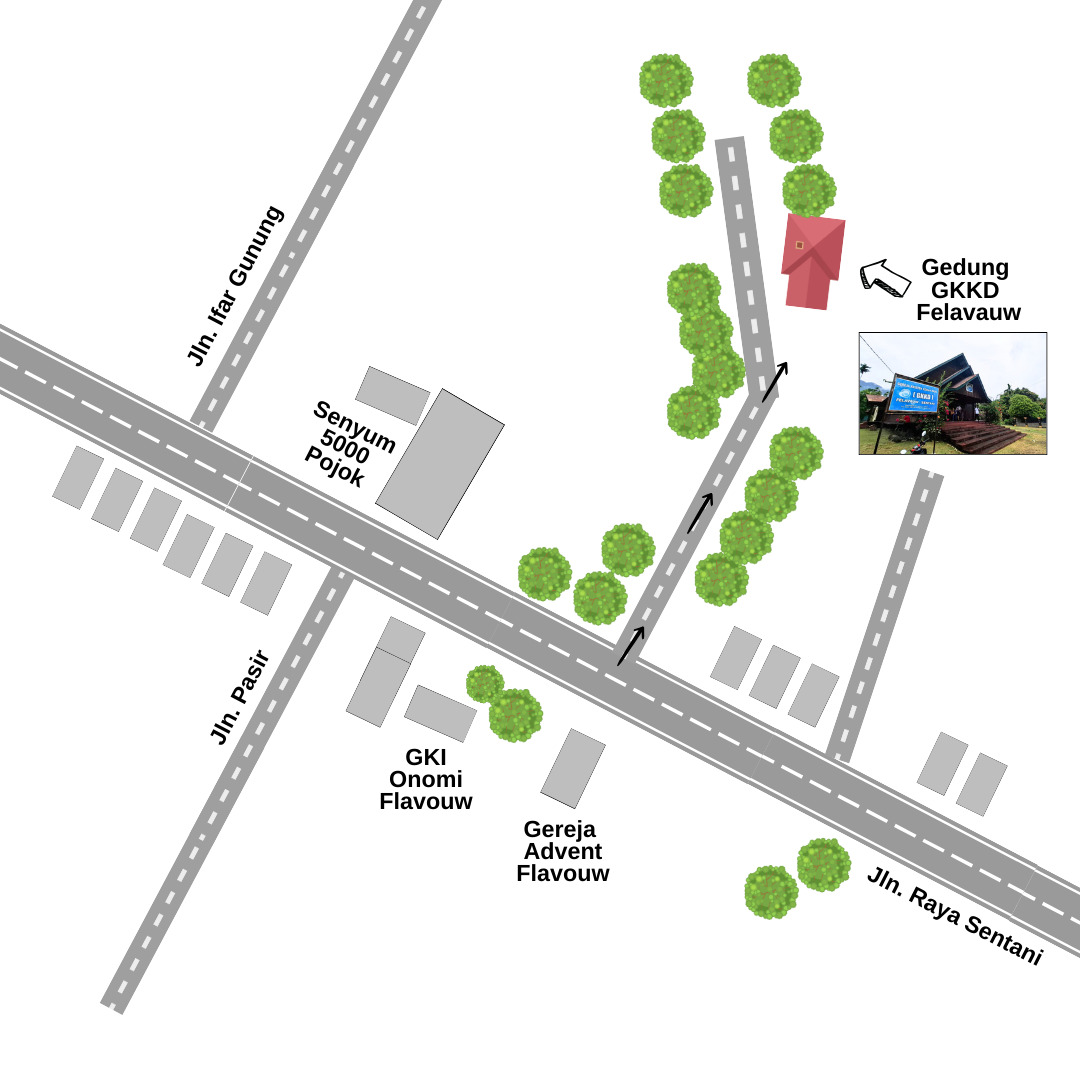 Jln. Ifar Gunung
Senyum
5000
Pojok
Gedung
GKKD
Felavauw
( GKKD )
Jln. Pasir
GKI
Onomi
Flavouw
Gereja
Advent
Flavouw
Jln. Raya Sentani